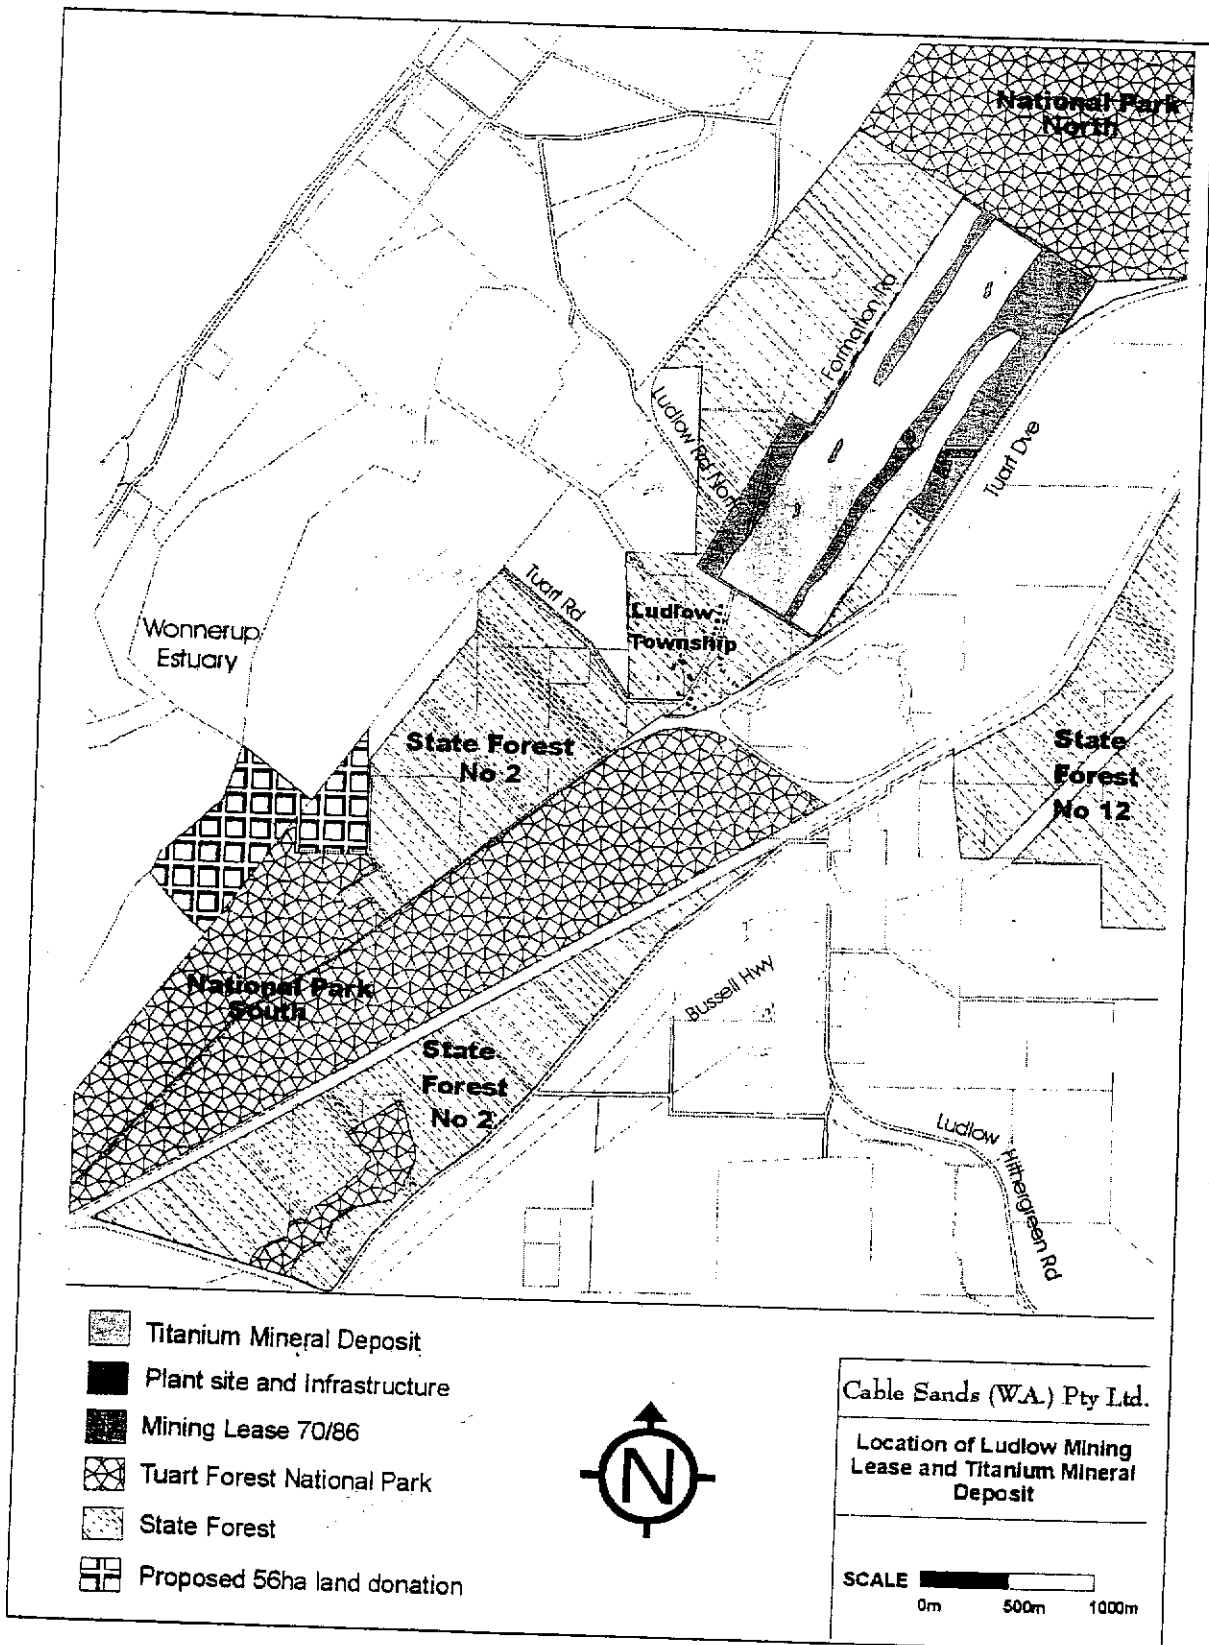 National Park
North
Formation Rd
Ludlow Rd North
Tuart Dve
Tuart Rd
Ludlow
Township
Wonnerup
Estuary
State Forest
No 2
State
Forest
No 12
National Park
South
Bussell Hwy
State
Forest
No 2
Ludlow Hithergreen Rd
Titanium Mineral Deposit
Plant site and Infrastructure
Mining Lease 70/86
Tuart Forest National Park
State Forest
Proposed 56ha land donation
N
Cable Sands (W.A.) Pty Ltd.
Location of Ludlow Mining
Lease and Titanium Mineral
Deposit
SCALE
0m 500m 1000m